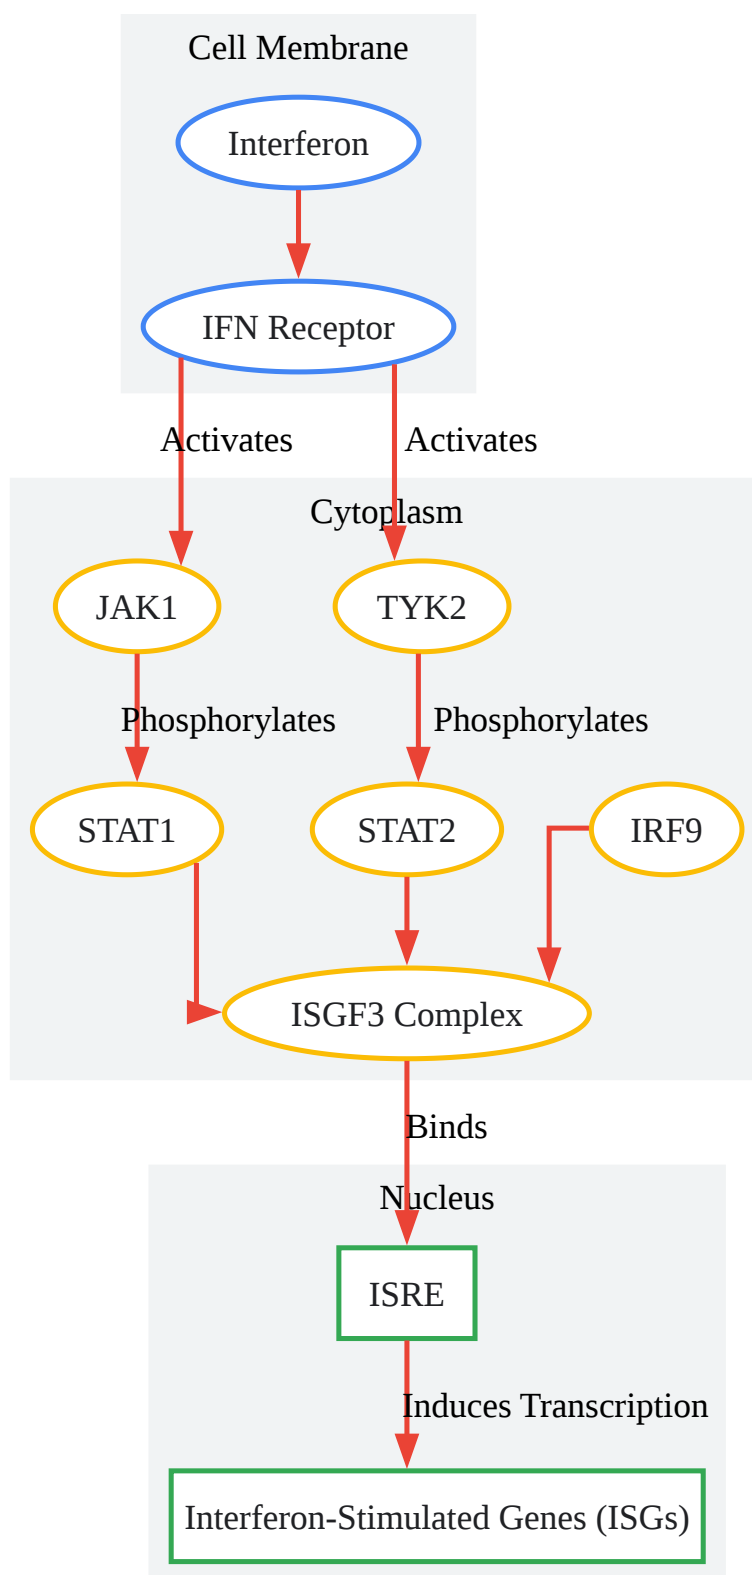 Cell Membrane
Interferon
IFN Receptor
Activates
Activates
Cytoplasm
JAK1
TYK2
Phosphorylates
Phosphorylates
STAT1
STAT2
IRF9
ISGF3 Complex
Binds
Nucleus
ISRE
Induces Transcription
Interferon-Stimulated Genes (ISGs)